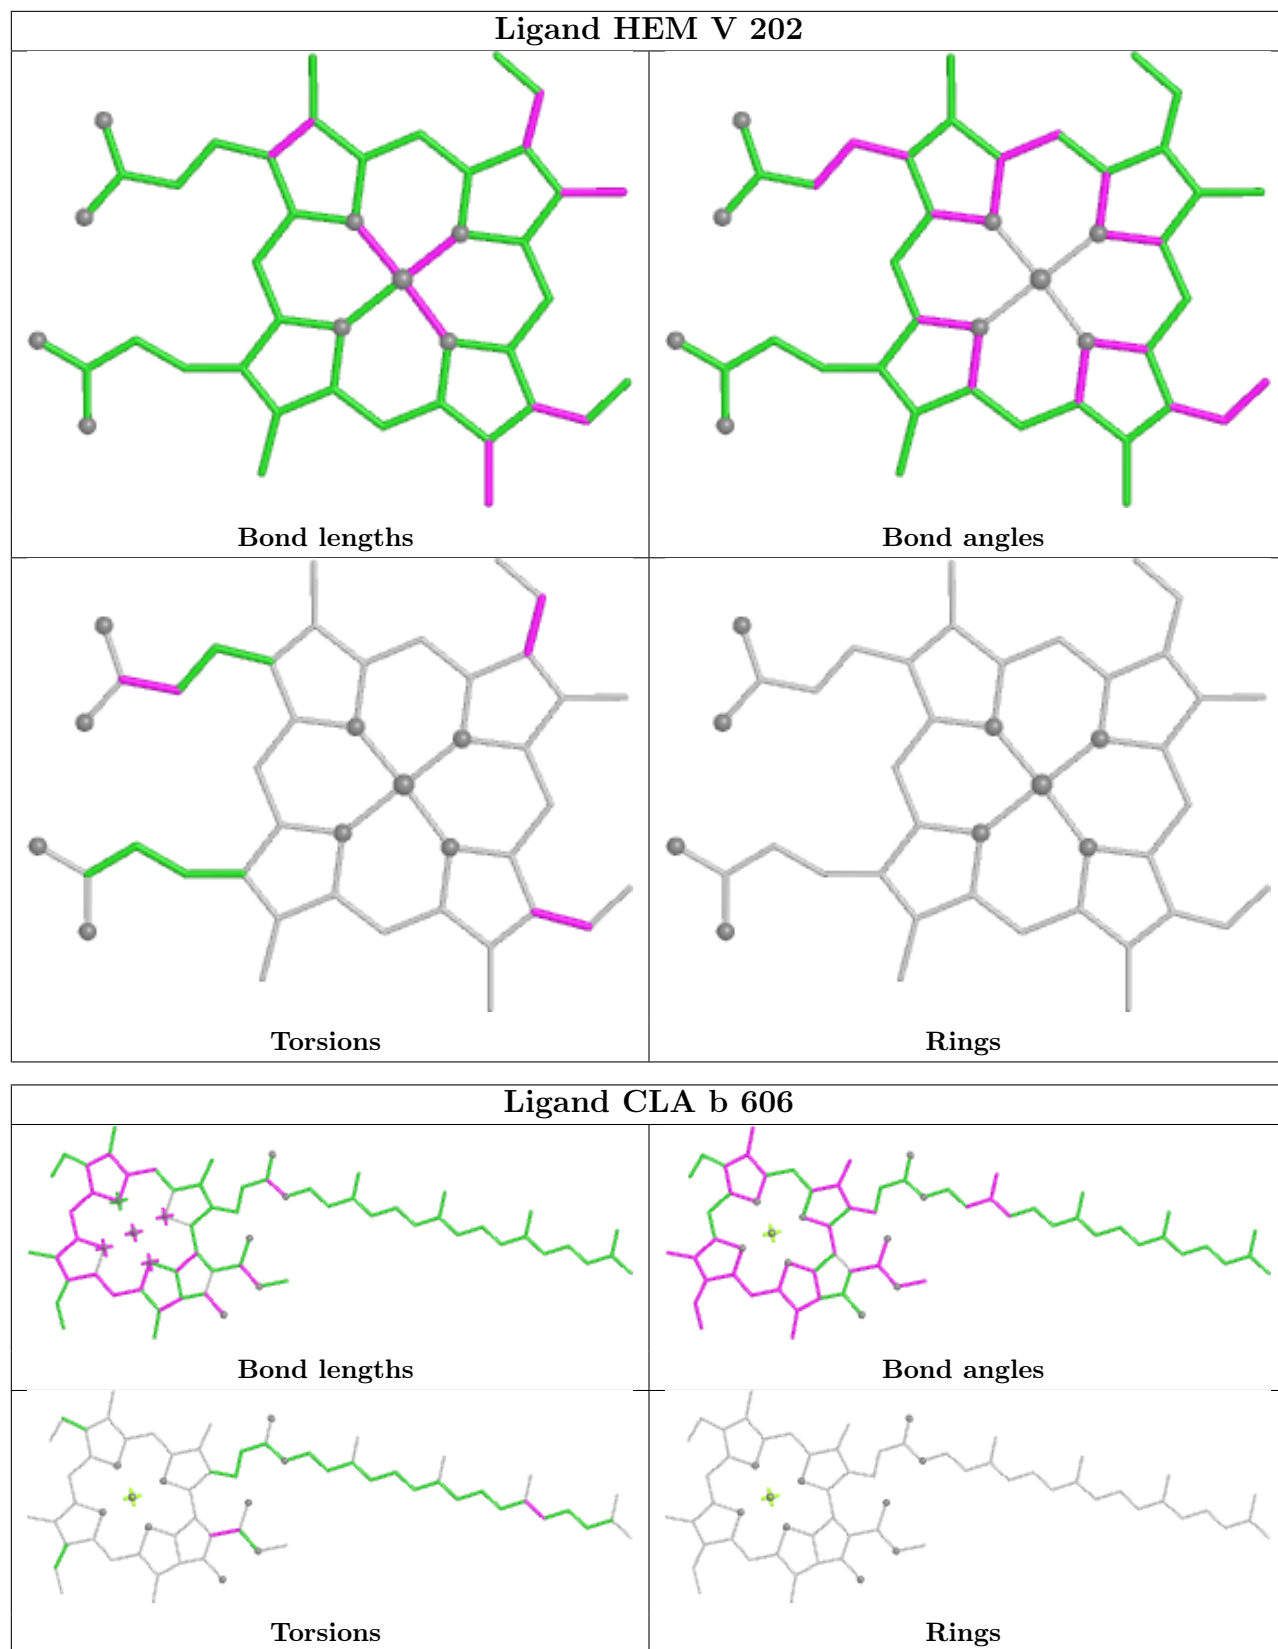 Ligand HEM V 202
Bond lengths
Bond angles
Torsions
Rings
Ligand CLA b 606
Bond lengths
Bond angles
Torsions
Rings